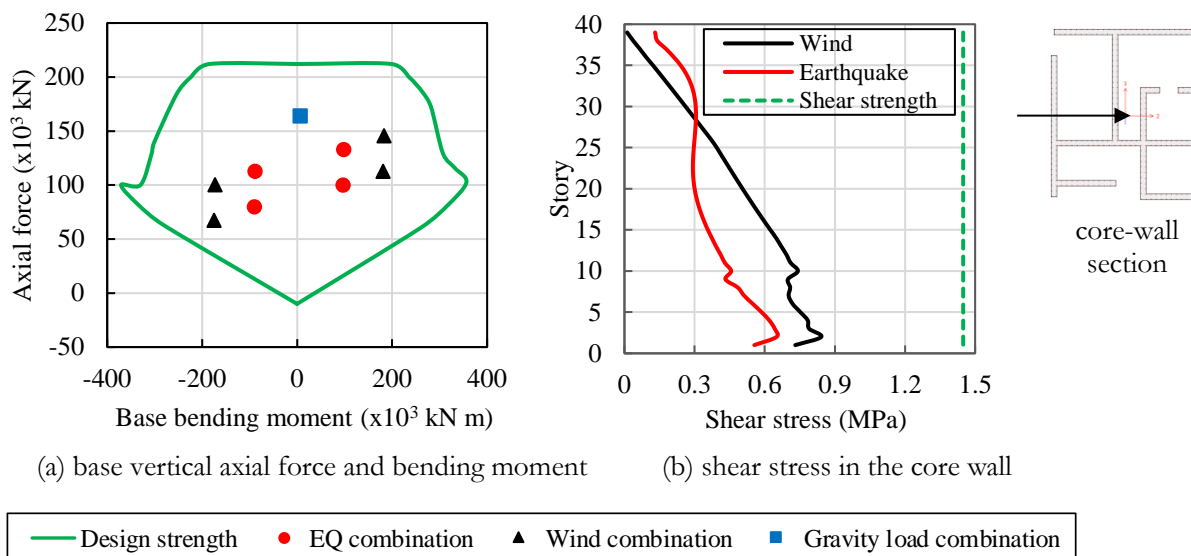 250
200
150
100
50
0
-50
-400 -200 0 200 400
Axial force (x10³ kN)
Base bending moment (x10³ kN m)
(a) base vertical axial force and bending moment
40
35
30
25
20
15
10
5
0
0 0.3 0.6 0.9 1.2 1.5
Story
Shear stress (MPa)
Wind
Earthquake
Shear strength
(b) shear stress in the core wall
3
2
core-wall
section
Design strength EQ combination Wind combination Gravity load combination